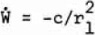 Ẇ = -c/r₁²